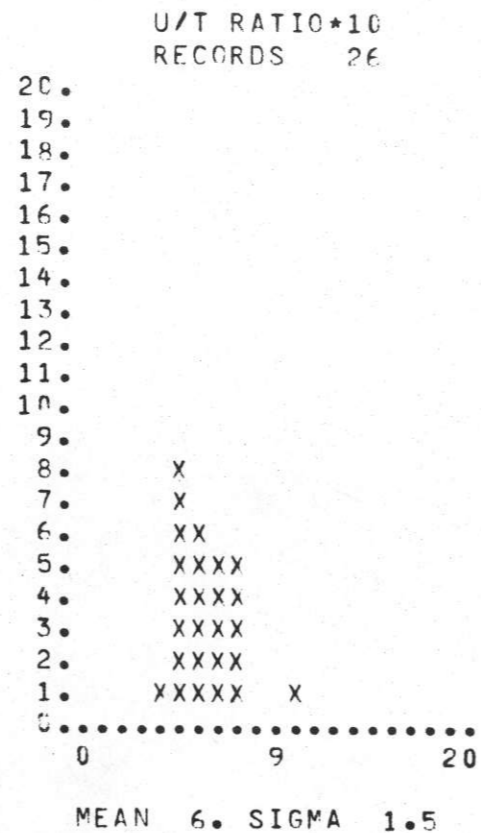 U/T RATIO*10
RECORDS 26
20.
19.
18.
17.
16.
15.
14.
13.
12.
11.
10.
9.
8. X
7. X
6. XX
5. XXXX
4. XXXX
3. XXXX
2. XXXX
1. XXXXX X
0.....................
0 9 20
MEAN 6. SIGMA 1.5